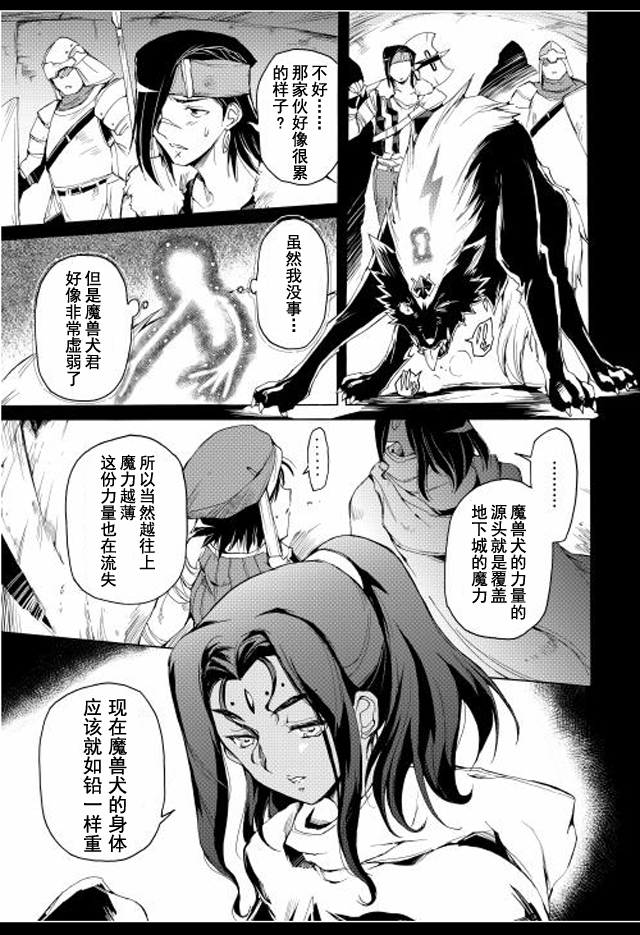 不好……
那家伙好像很累
的样子？
虽然我没事…
但是魔兽犬君
好像非常虚弱了
………
魔兽犬的力量的
源头就是覆盖
地下城的魔力
……
所以当然越往上
魔力越薄
这份力量也在流失
现在魔兽犬的身体
应该就如铅一样重